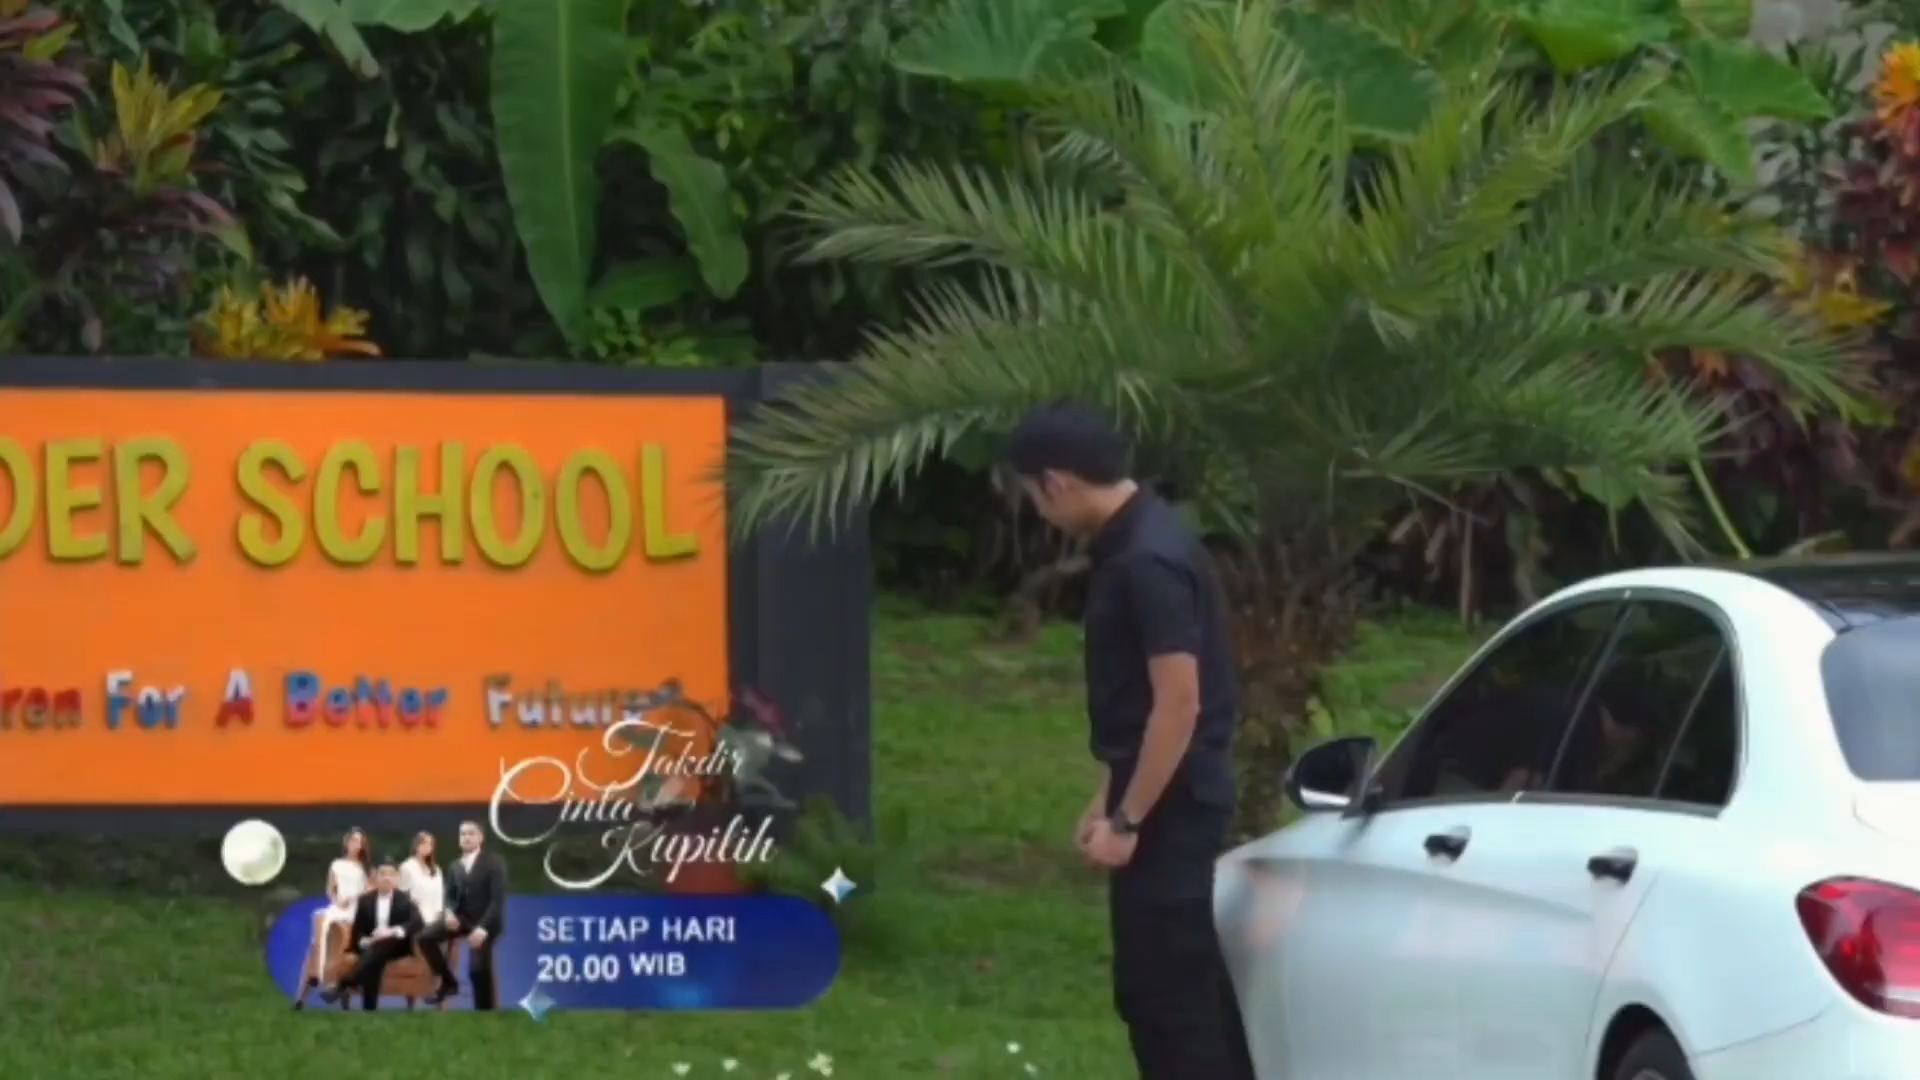 DER SCHOOL
ren For A Better Future"
Takdir
Cinta
Kupilih
SETIAP HARI
20.00 WIB